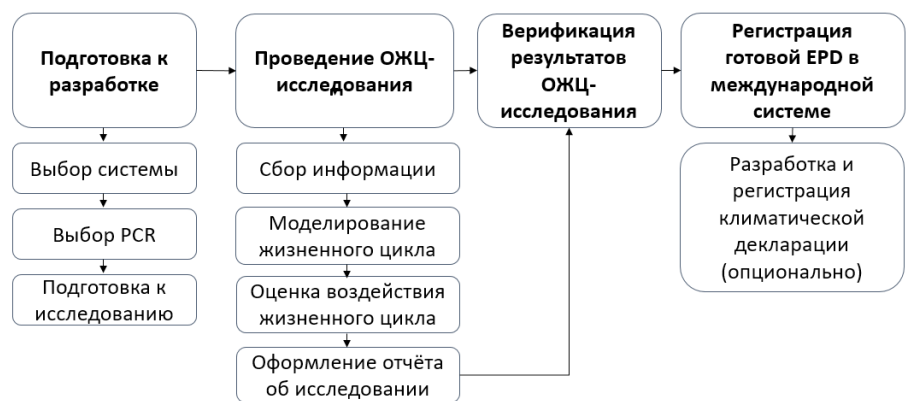 Подготовка к
разработке
Проведение ОЖЦ-
исследования
Верификация
результатов
ОЖЦ-
исследования
Регистрация
готовой EPD в
международной
системе
Выбор системы
Выбор PCR
Подготовка к
исследованию
Сбор информации
Моделирование
жизненного цикла
Оценка воздействия
жизненного цикла
Оформление отчёта
об исследовании
Разработка и
регистрация
климатической
декларации
(опционально)